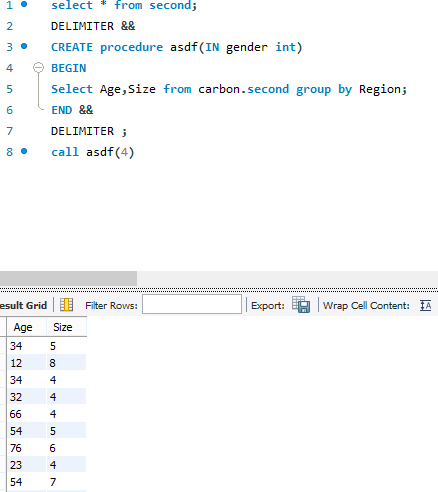 1 select * from second;
2 DELIMITER &&
3 CREATE procedure asdf(IN gender int)
4 BEGIN
5 Select Age,Size from carbon.second group by Region;
6 END &&
7 DELIMITER ;
8 call asdf(4)
esult Grid Filter Rows: Export: Wrap Cell Content: IA
Age Size
34 5
12 8
34 4
32 4
66 4
54 5
76 6
23 4
54 7